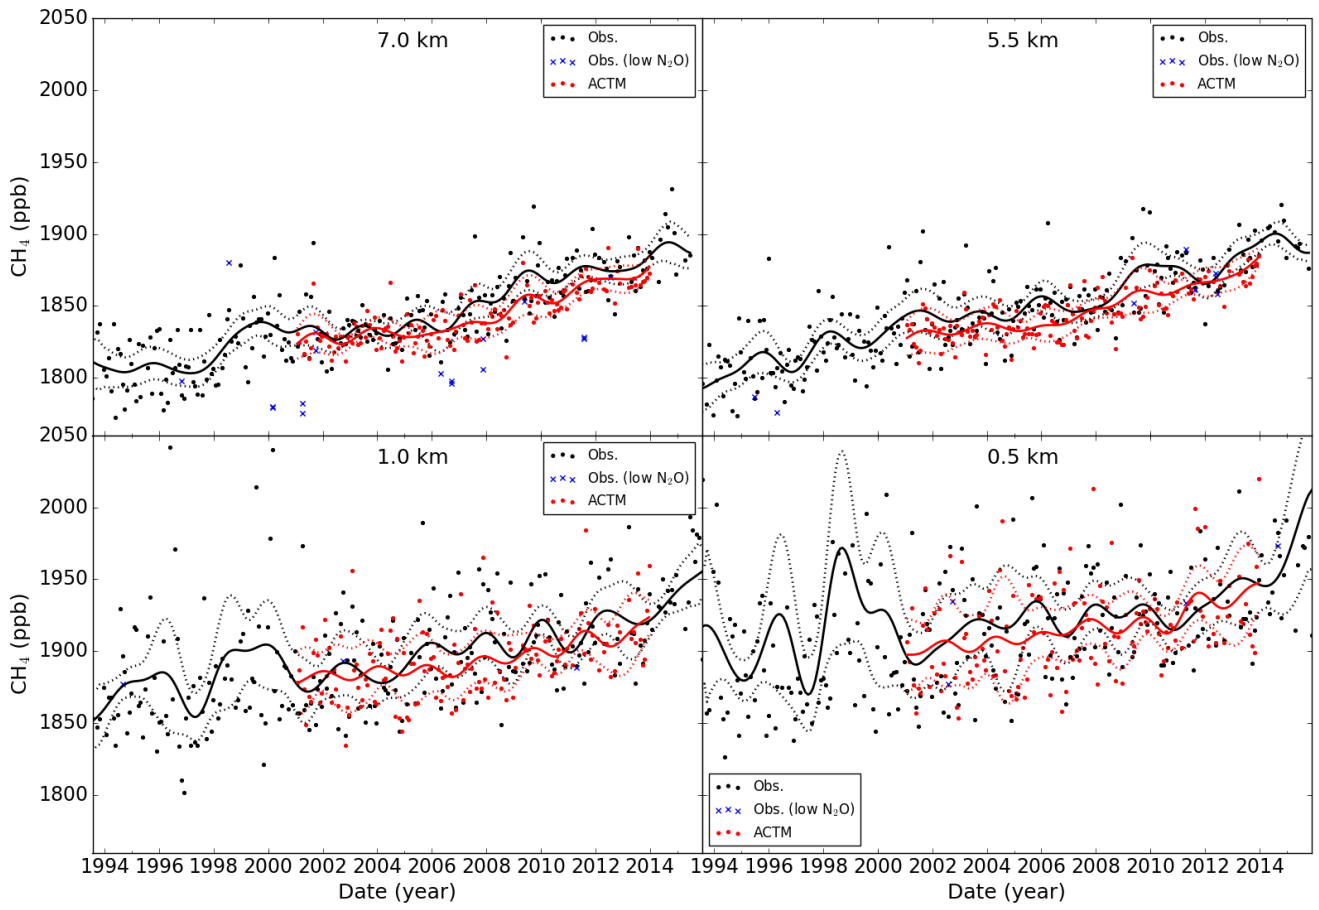 2050
2000
1950
1900
1850
1800
2050
CH₄ (ppb)
7.0 km
Obs.
Obs. (low N₂O)
ACTM
5.5 km
Obs.
Obs. (low N₂O)
ACTM
2000
1950
1900
1850
1800
CH₄ (ppb)
1.0 km
Obs.
Obs. (low N₂O)
ACTM
0.5 km
Obs.
Obs. (low N₂O)
ACTM
1994 1996 1998 2000 2002 2004 2006 2008 2010 2012 2014
1994 1996 1998 2000 2002 2004 2006 2008 2010 2012 2014
Date (year)
Date (year)